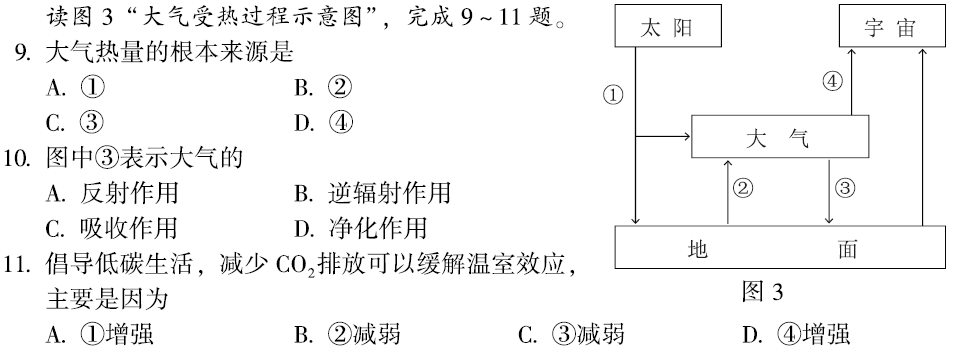 读图 3 “大气受热过程示意图”，完成 9 ~ 11 题。
9. 大气热量的根本来源是
A. ① B. ②
C. ③ D. ④
10. 图中③表示大气的
A. 反射作用 B. 逆辐射作用
C. 吸收作用 D. 净化作用
11. 倡导低碳生活，减少 CO₂排放可以缓解温室效应，
主要是因为
A. ①增强 B. ②减弱 C. ③减弱 D. ④增强
太 阳 宇 宙
①
④
大 气
② ③
地 面
图 3